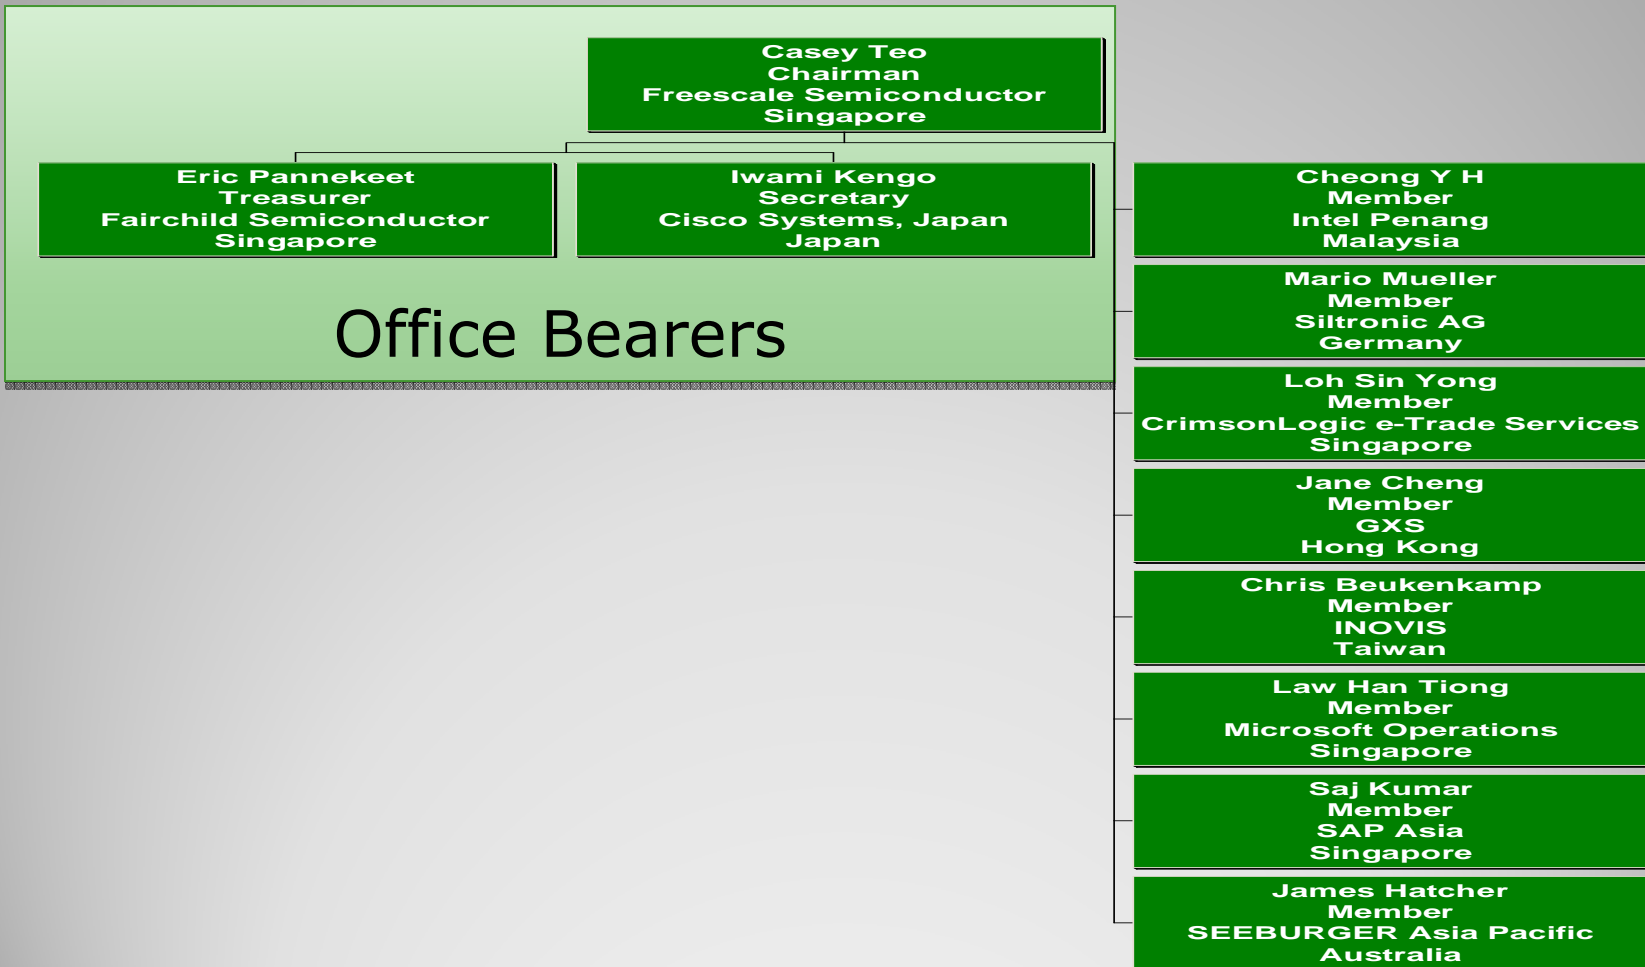 Casey Teo
Chairman
Freescale Semiconductor
Singapore
Eric Pannekeet
Treasurer
Fairchild Semiconductor
Singapore
Iwami Kengo
Secretary
Cisco Systems, Japan
Japan
Office Bearers
Cheong Y H
Member
Intel Penang
Malaysia
Mario Mueller
Member
Siltronic AG
Germany
Loh Sin Yong
Member
CrimsonLogic e-Trade Services
Singapore
Jane Cheng
Member
GXS
Hong Kong
Chris Beukenkamp
Member
INOVIS
Taiwan
Law Han Tiong
Member
Microsoft Operations
Singapore
Saj Kumar
Member
SAP Asia
Singapore
James Hatcher
Member
SEEBURGER Asia Pacific
Australia